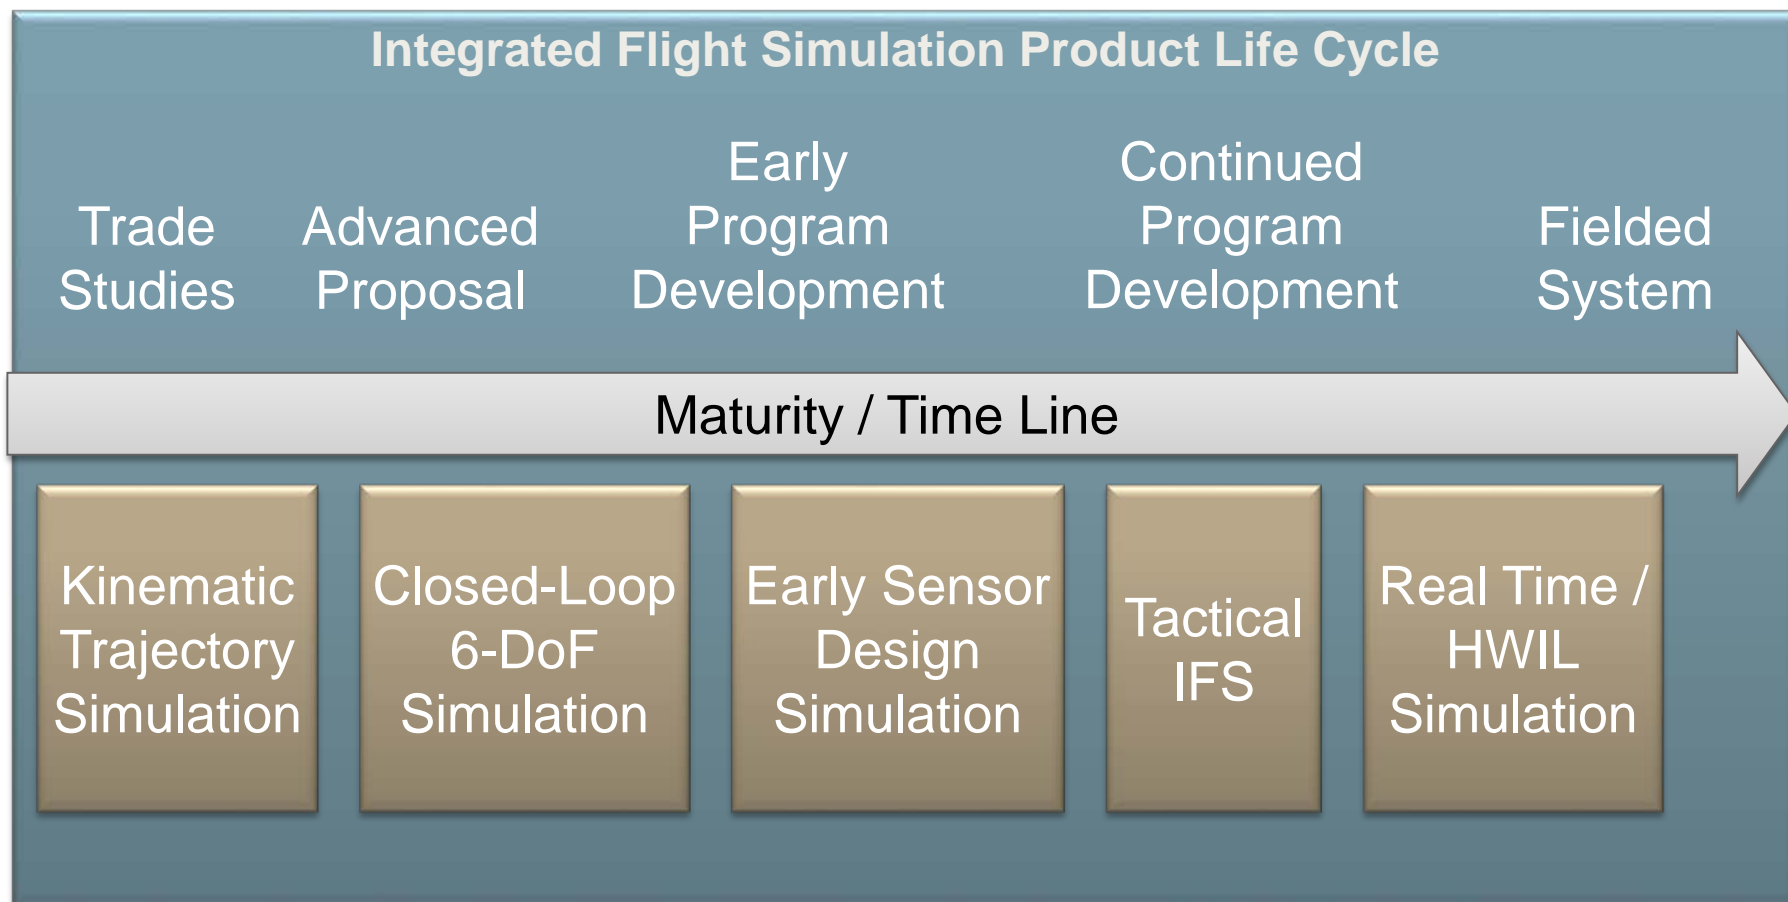 Integrated Flight Simulation Product Life Cycle
Trade
Studies
Advanced
Proposal
Early
Program
Development
Continued
Program
Development
Fielded
System
Maturity / Time Line
Kinematic
Trajectory
Simulation
Closed-Loop
6-DoF
Simulation
Early Sensor
Design
Simulation
Tactical
IFS
Real Time /
HWIL
Simulation